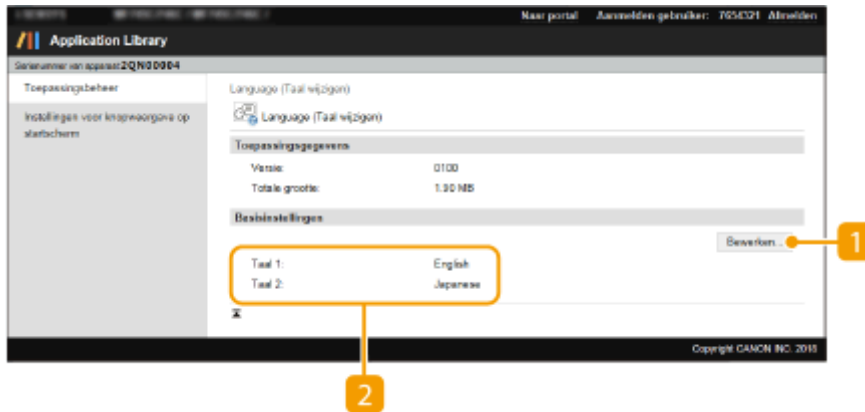 Naar portal Aanmelden gebruiker: 7654321 Afmelden
Application Library
Serienummer van apparaat:2QN00004
Toepassingsbeheer
Instellingen voor knopweergave op
startscherm
Language (Taal wijzigen)
Language (Taal wijzigen)
Toepassingsgegevens
Versie: 0100
Totale grootte: 1.90 MB
Basisinstellingen
Bewerken...
1
Taal 1: English
Taal 2: Japanese
Copyright CANON INC. 2018
2